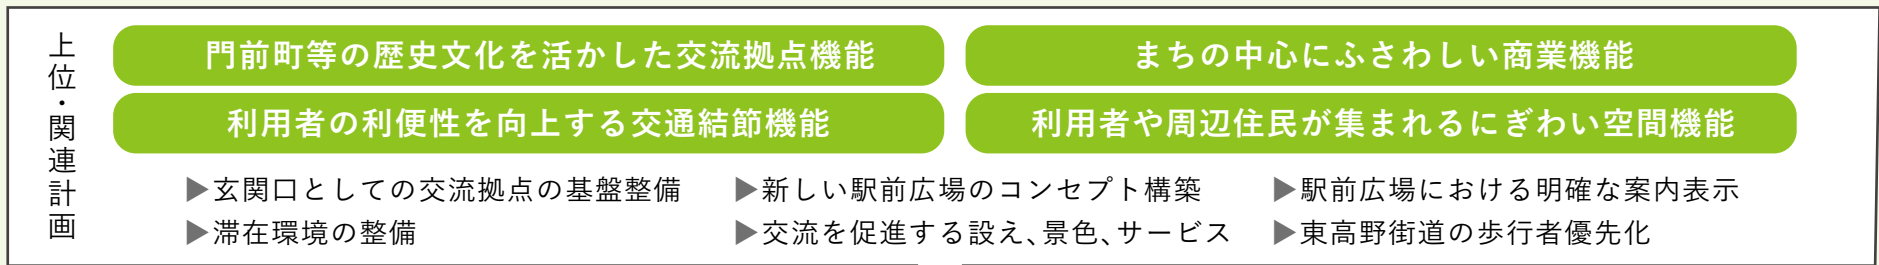 上位・関連計画
門前町等の歴史文化を活かした交流拠点機能
まちの中心にふさわしい商業機能
利用者の利便性を向上する交通結節機能
利用者や周辺住民が集まれるにぎわい空間機能
▶玄関口としての交流拠点の基盤整備
▶新しい駅前広場のコンセプト構築
▶駅前広場における明確な案内表示
▶滞在環境の整備
▶交流を促進する設え、景色、サービス
▶東高野街道の歩行者優先化